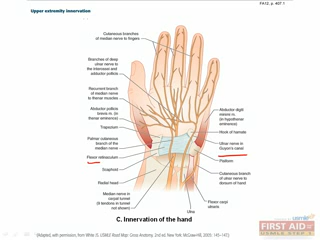 FA12, p. 407.1
Upper extremity innervation
Cutaneous branches
of median nerve to fingers
Branches of deep
ulnar nerve to
the interossei and
adductor pollicis
Recurrent branch
of median nerve
to thenar muscles
Abductor pollicis
brevis m. (in
thenar eminence)
Trapezium
Palmar cutaneous
branch of the
median nerve
Flexor retinaculum
Scaphoid
Radial head
Median nerve in
carpal tunnel
(9 tendons in tunnel
not shown)
Abductor digiti
minimi m.
(in hypothenar
eminence)
Hook of hamate
Ulnar nerve in
Guyon's canal
Pisiform
Cutaneous branch
of ulnar nerve to
dorsum of hand
Flexor carpi
ulnaris
Ulna
C. Innervation of the hand
FIRST AID
USMLE STEP 1